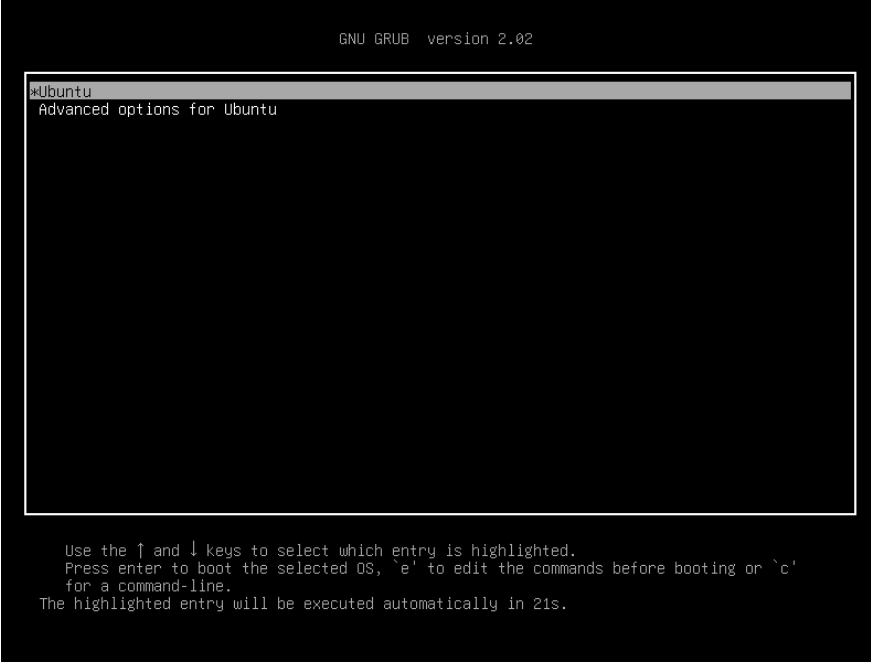 GNU GRUB  version 2.02
*Ubuntu
Advanced options for Ubuntu
Use the ↑ and ↓ keys to select which entry is highlighted.
Press enter to boot the selected OS, `e' to edit the commands before booting or `c'
for a command-line.
The highlighted entry will be executed automatically in 21s.